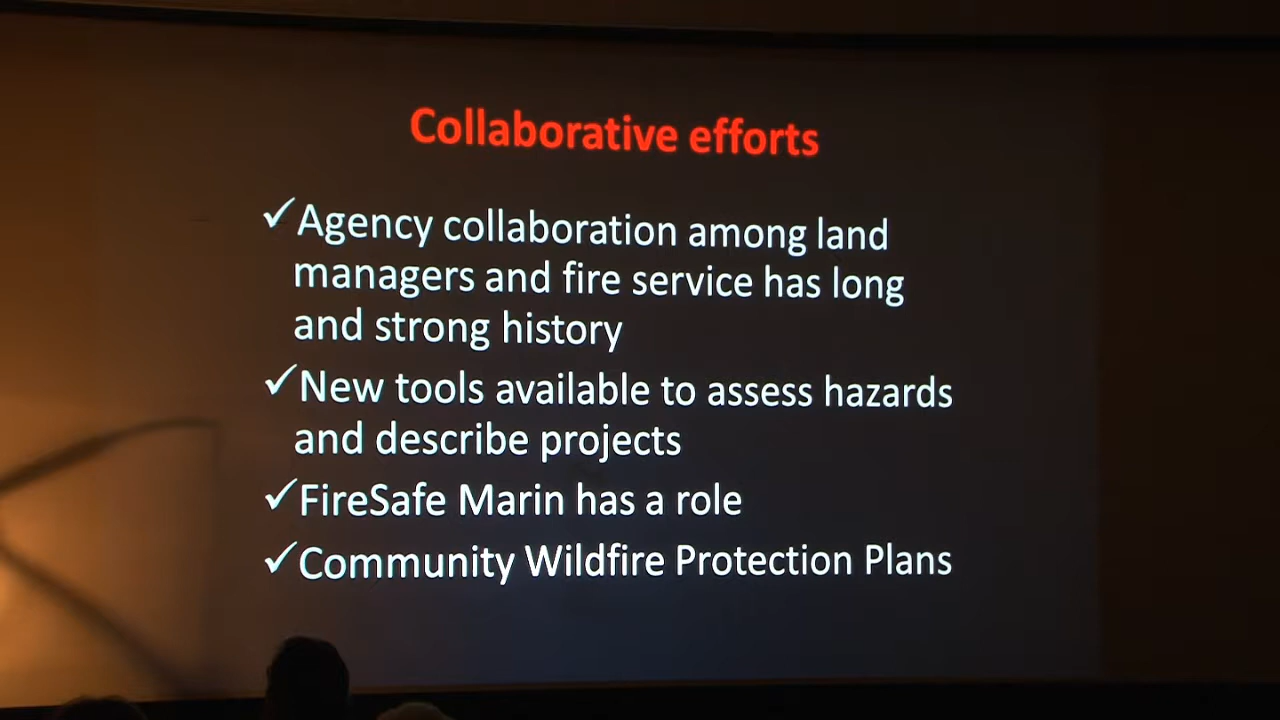 Collaborative efforts
✓Agency collaboration among land
managers and fire service has long
and strong history
✓New tools available to assess hazards
and describe projects
✓FireSafe Marin has a role
✓Community Wildfire Protection Plans